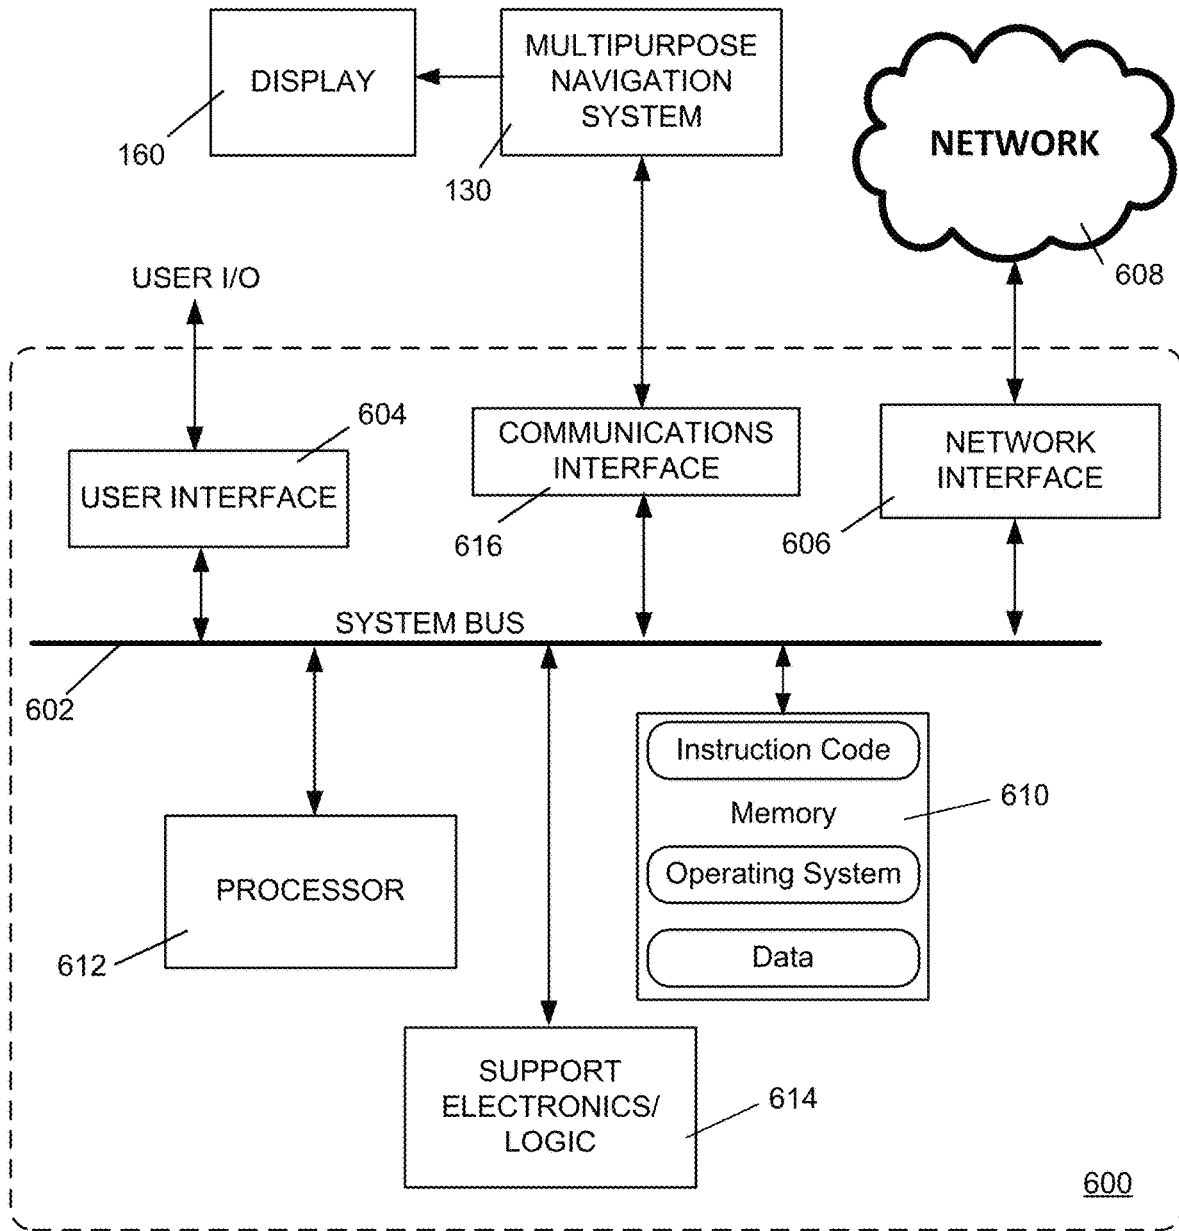 DISPLAY
160
MULTIPURPOSE
NAVIGATION
SYSTEM
130
NETWORK
608
USER I/O
604
USER INTERFACE
COMMUNICATIONS
INTERFACE
616
NETWORK
INTERFACE
606
SYSTEM BUS
602
PROCESSOR
612
Instruction Code
Memory
610
Operating System
Data
SUPPORT
ELECTRONICS/
LOGIC
614
600